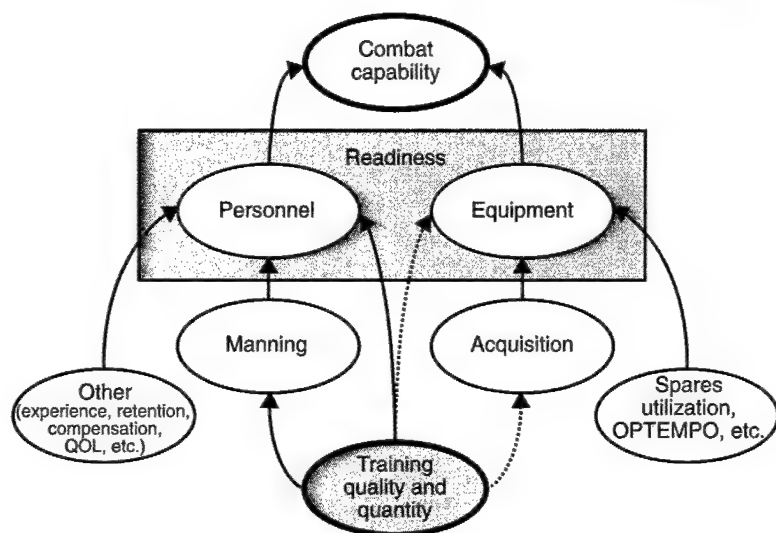 Combat
capability
Readiness
Personnel
Equipment
Manning
Acquisition
Other
(experience, retention,
compensation,
QOL, etc.)
Spares
utilization,
OPTEMPO, etc.
Training
quality and
quantity